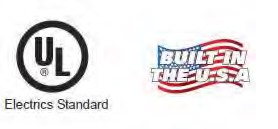 UL
®
Electrics Standard
BUILT IN
THE U.S.A